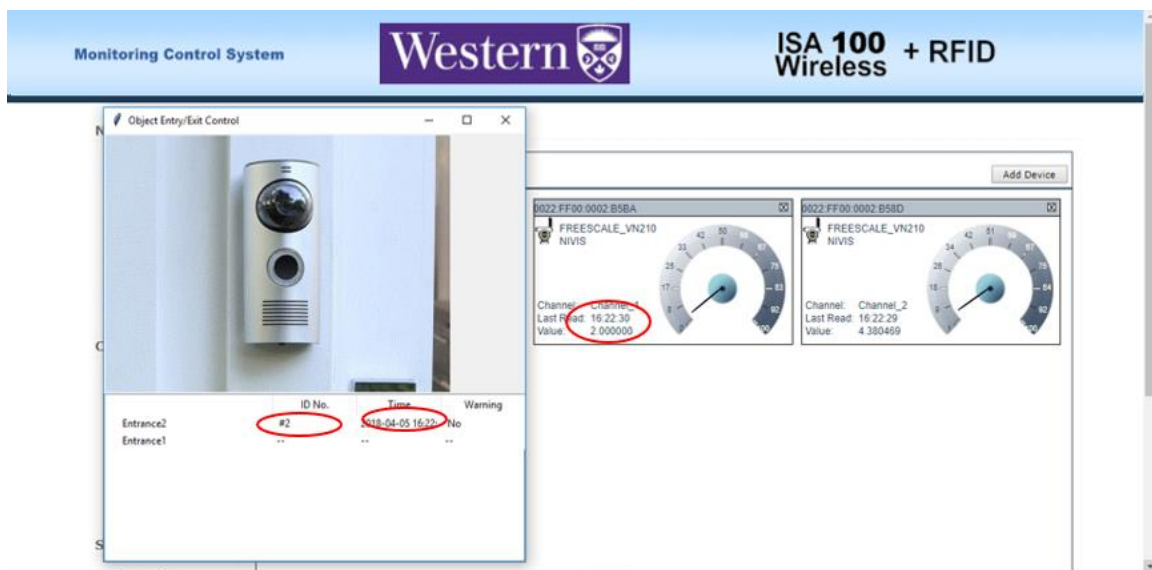 Monitoring Control System
Western
ISA 100 Wireless + RFID
Object Entry/Exit Control
Add Device
0022:FF00:0002:B5BA
FREESCALE_VN210
NIVIS
Channel: Channel_1
Last Read: 16:22:30
Value: 2.000000
0022:FF00:0002:B58D
FREESCALE_VN210
NIVIS
Channel: Channel_2
Last Read: 16:22:29
Value: 4.380469
ID No. Time Warning
Entrance2 #2 2018-04-05 16:22: No
Entrance1 -- -- --